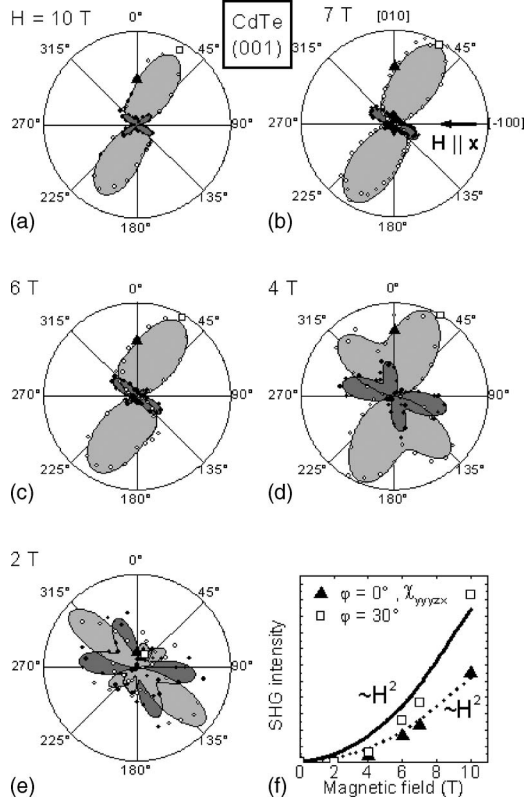 H = 10 T
0°
CdTe
(001)
7 T
[010]
315°
45°
315°
45°
270°
90°
270°
[-100]
H || x
225°
135°
225°
135°
(a)
180°
(b)
180°
6 T
0°
4 T
0°
315°
45°
315°
45°
270°
90°
270°
90°
225°
135°
225°
135°
(c)
180°
(d)
180°
2 T
0°
315°
45°
270°
90°
225°
135°
(e)
180°
SHG intensity
▲ φ = 0° , χyyyzx
□ φ = 30°
~H²
~H²
0 2 4 6 8 10
(f)
Magnetic field (T)